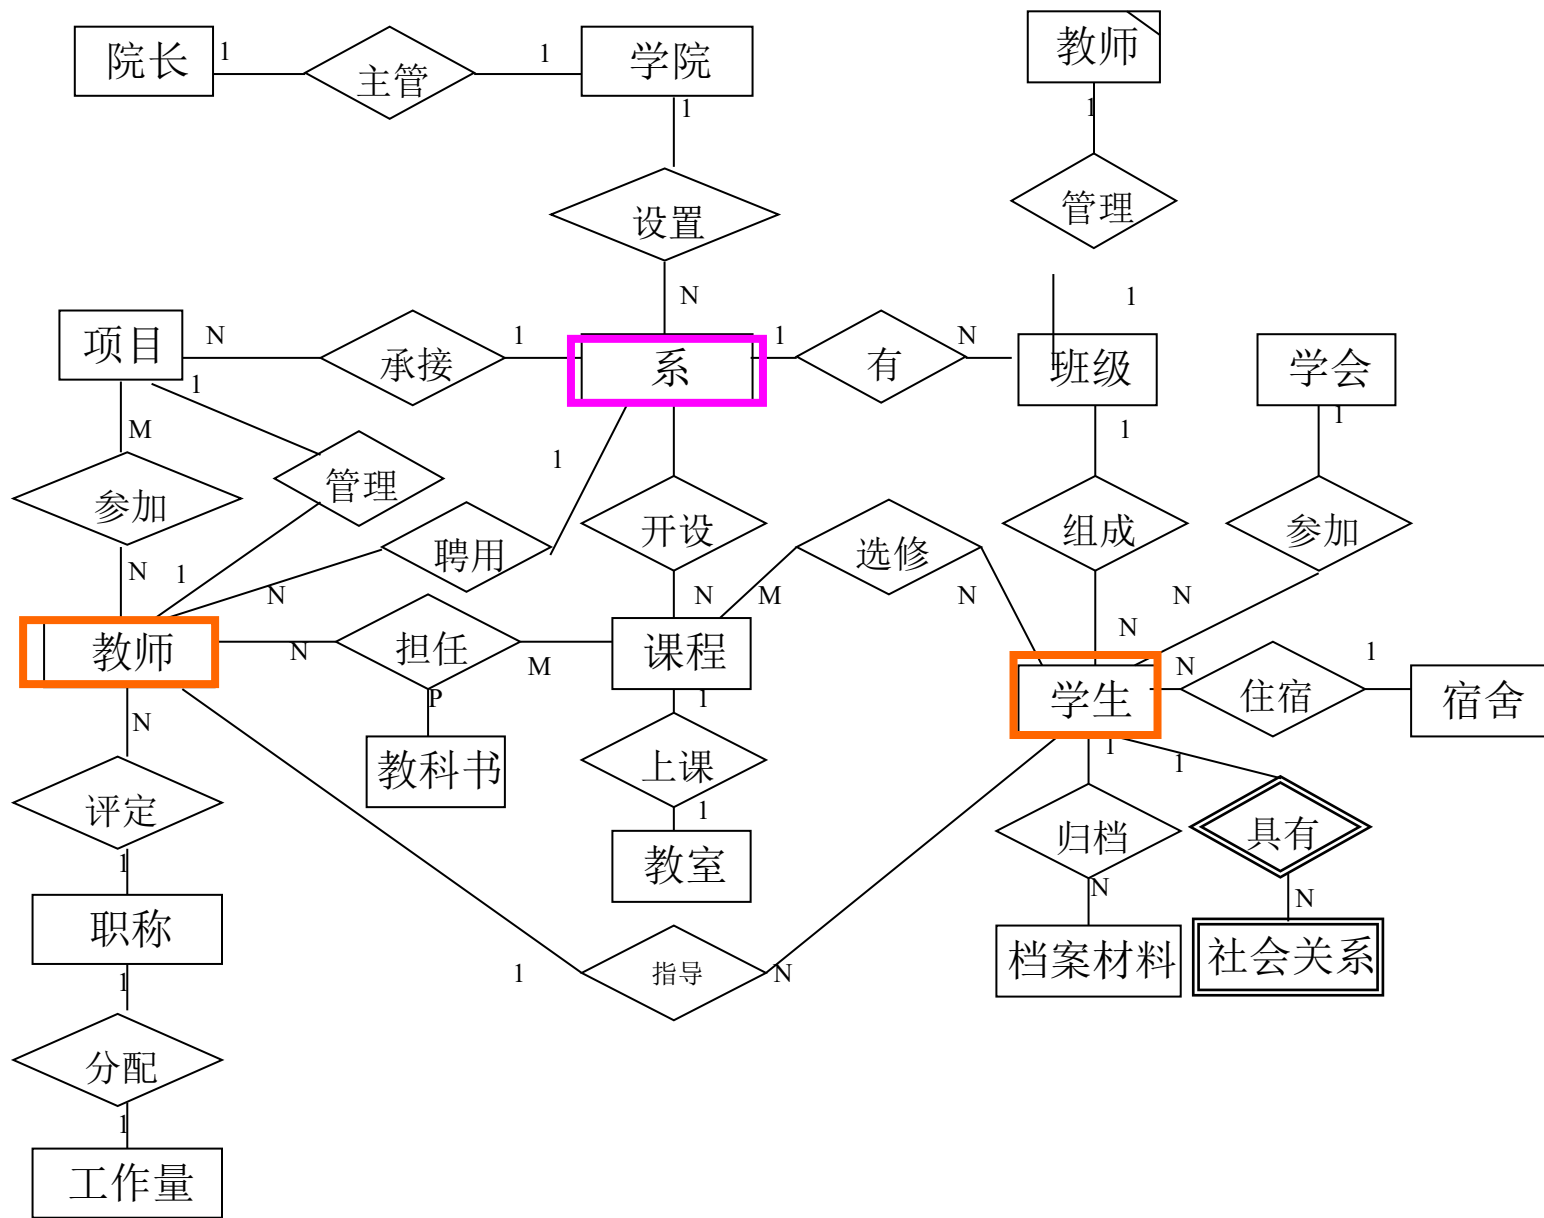 院长
1
主管
1
学院
教师
1
1
设置
管理
N
1
项目
N
承接
1
系
1
有
N
班级
学会
1
M
1
1
1
参加
管理
聘用
开设
选修
组成
参加
N
1
N
N
M
N
N
N
教师
N
担任
M
课程
学生
N
住宿
1
宿舍
N
P
1
1
1
教科书
上课
评定
1
归档
具有
1
教室
N
N
职称
1
指导
N
档案材料
社会关系
1
分配
1
工作量